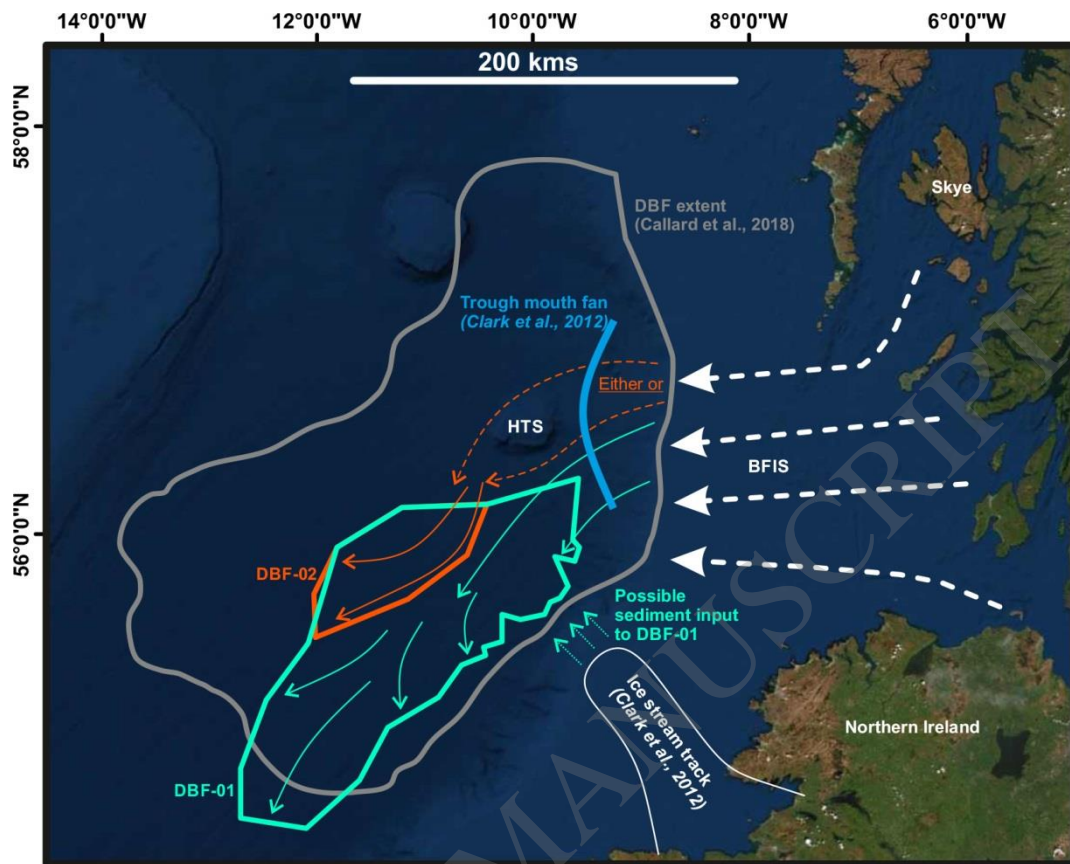 14°0'0"W
12°0'0"W
10°0'0"W
8°0'0"W
6°0'0"W
200 kms
58°0'0"N
56°0'0"N
Skye
DBF extent
(Callard et al., 2018)
Trough mouth fan
(Clark et al., 2012)
Either or
HTS
BFIS
DBF-02
Possible
sediment input
to DBF-01
Ice stream track
(Clark et al., 2012)
Northern Ireland
DBF-01
MANUSCRIPT